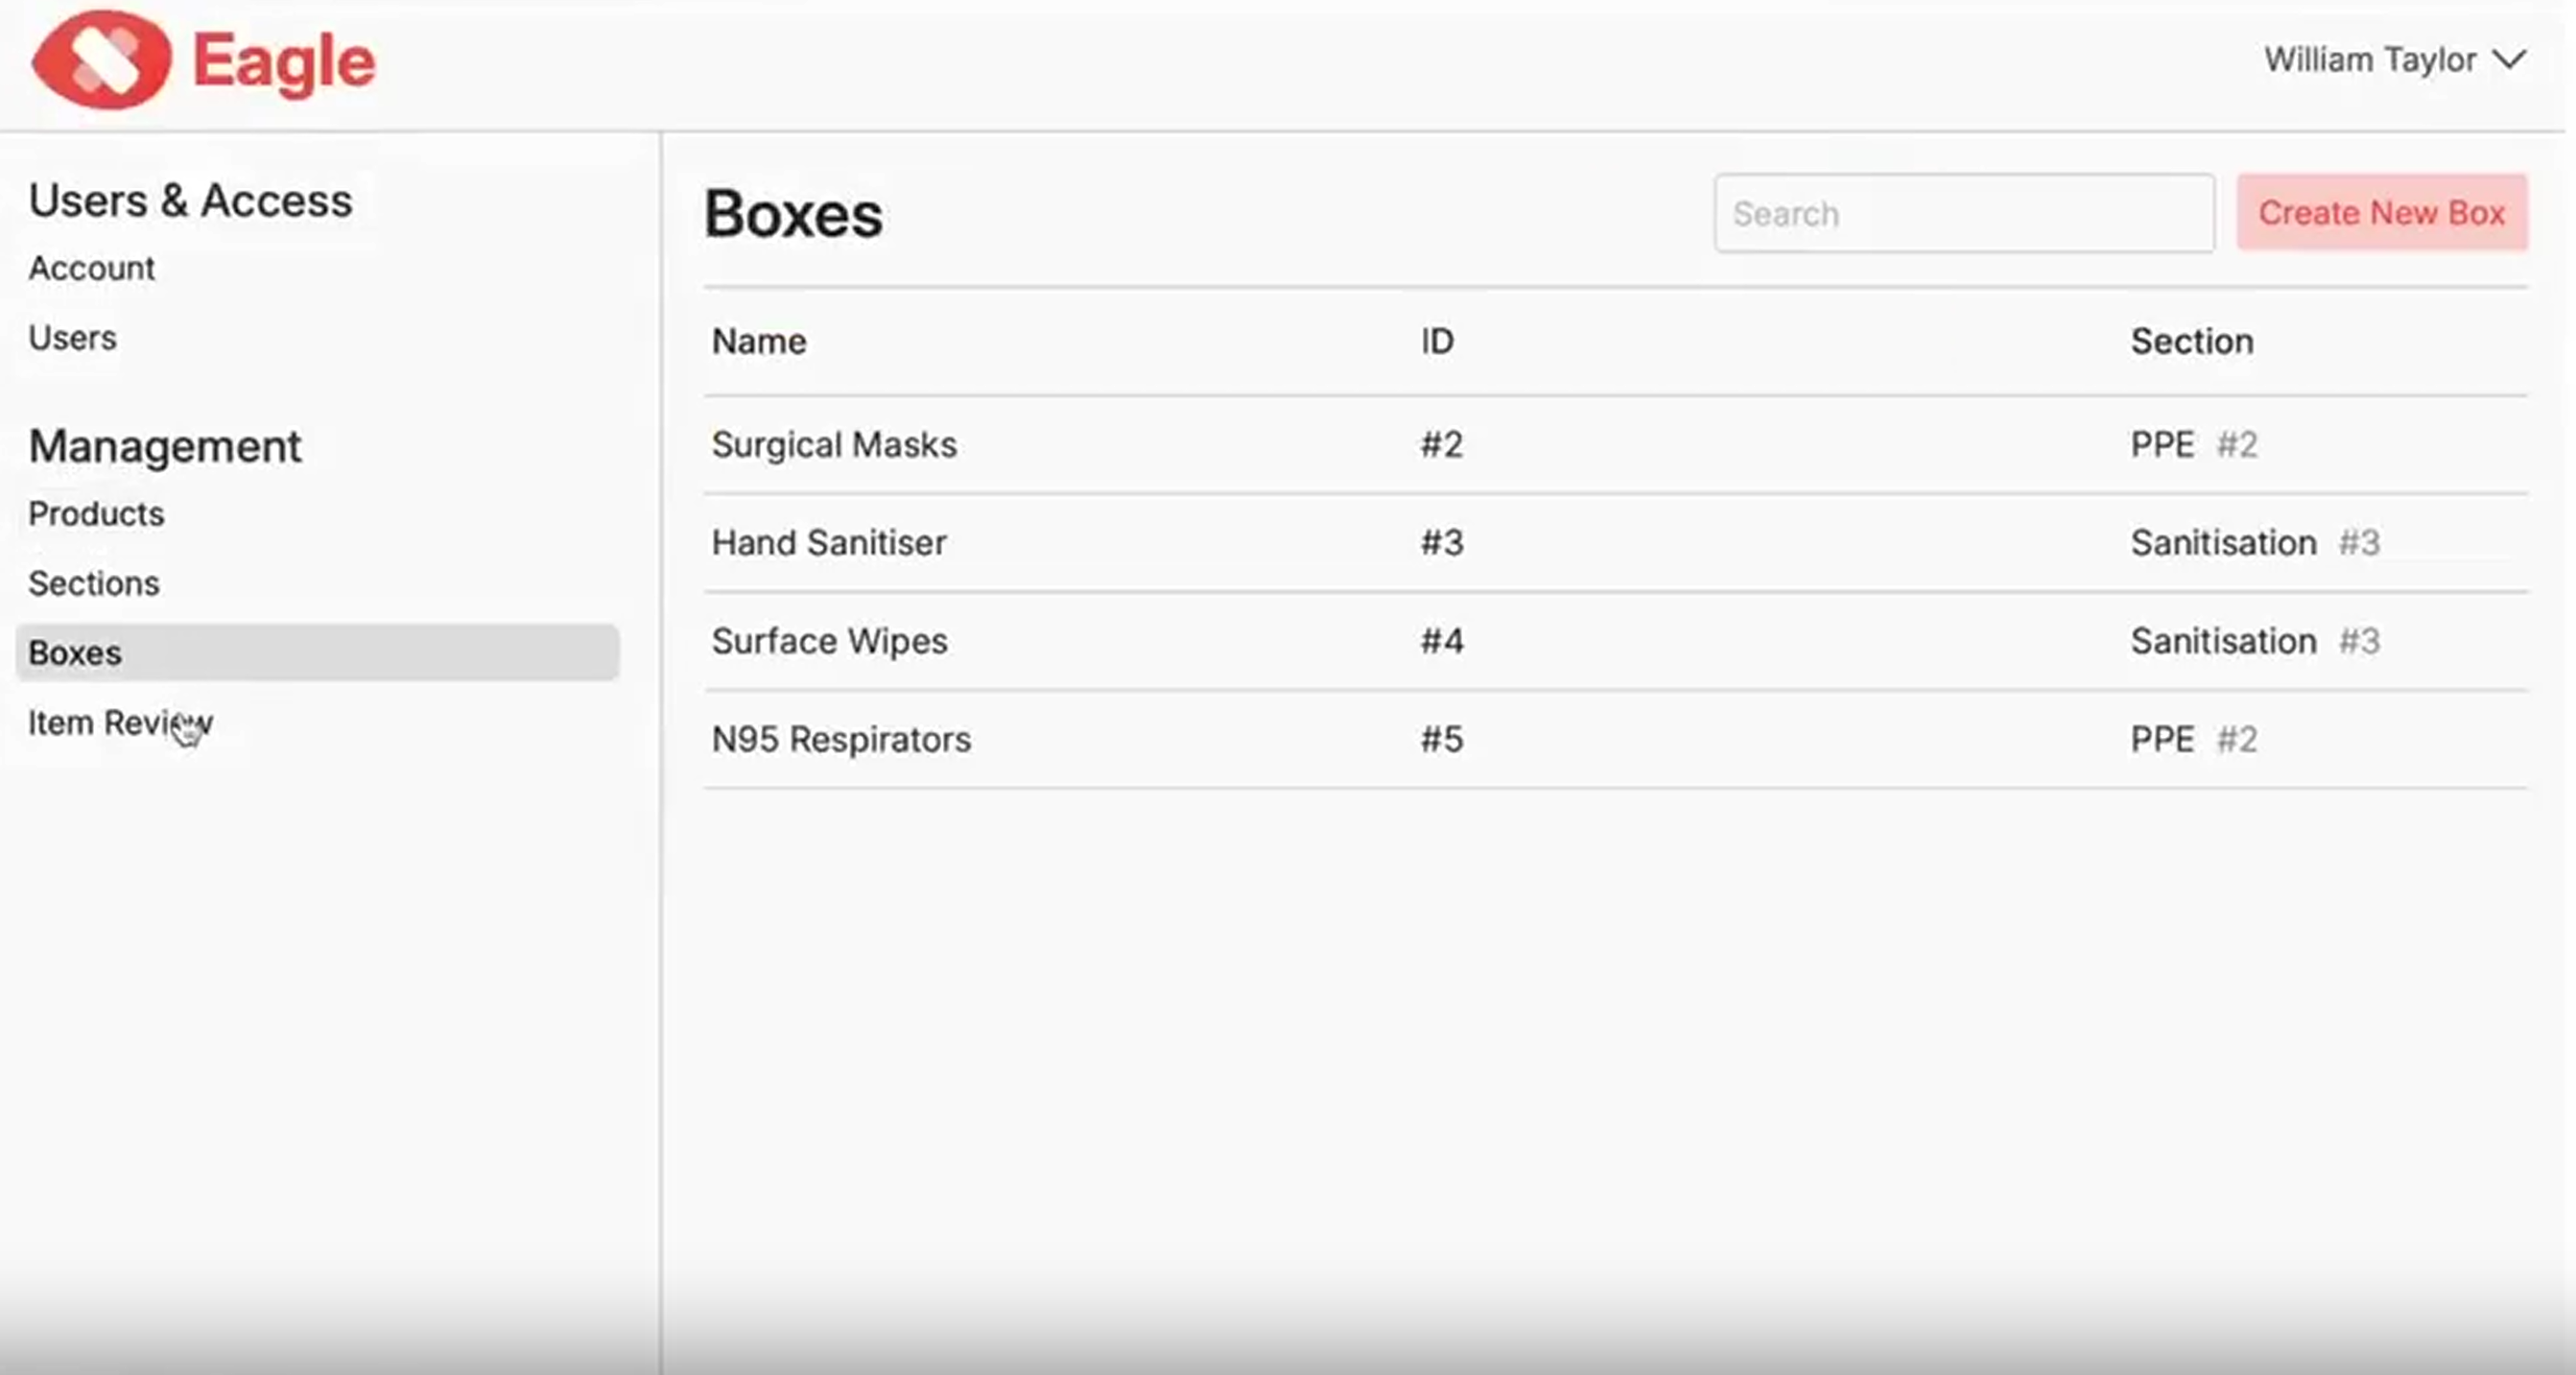 Eagle
William Taylor
Users & Access
Account
Users
Management
Products
Sections
Boxes
Item Review
Boxes
Search
Create New Box
Name ID Section
Surgical Masks #2 PPE #2
Hand Sanitiser #3 Sanitisation #3
Surface Wipes #4 Sanitisation #3
N95 Respirators #5 PPE #2